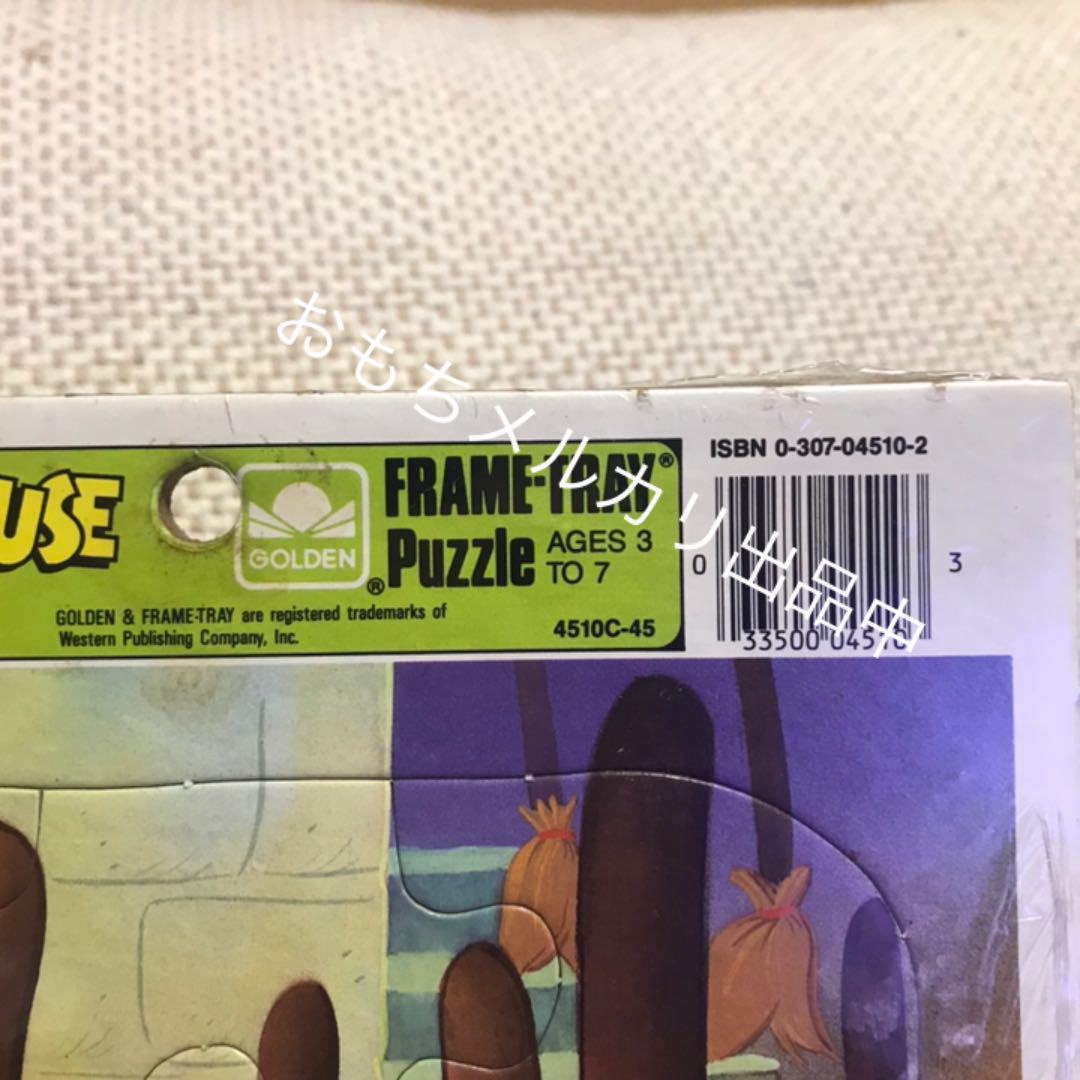 USE
GOLDEN
FRAME-TRAY®
Puzzle AGES 3
TO 7
®
GOLDEN & FRAME-TRAY are registered trademarks of
Western Publishing Company, Inc.
4510C-45
ISBN 0-307-04510-2
0 33500 04510 3
おもちメルカリ出品中